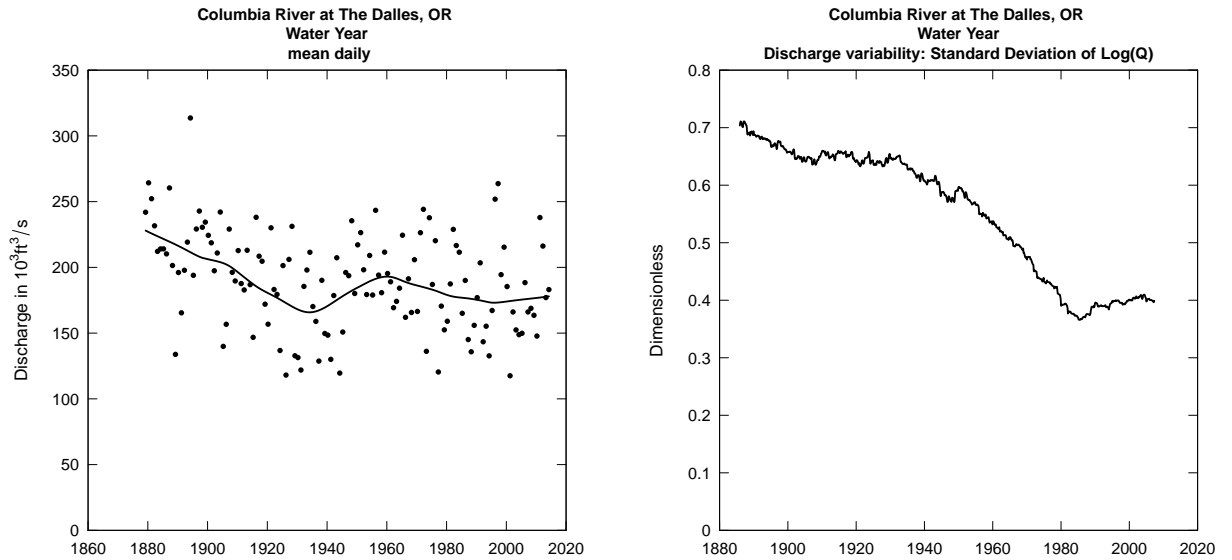 Columbia River at The Dalles, OR
Water Year
mean daily
350
300
250
200
150
100
50
0
Discharge in 10³ft³/s
1860 1880 1900 1920 1940 1960 1980 2000 2020
Columbia River at The Dalles, OR
Water Year
Discharge variability: Standard Deviation of Log(Q)
0.8
0.7
0.6
0.5
0.4
0.3
0.2
0.1
0
Dimensionless
1880 1900 1920 1940 1960 1980 2000 2020